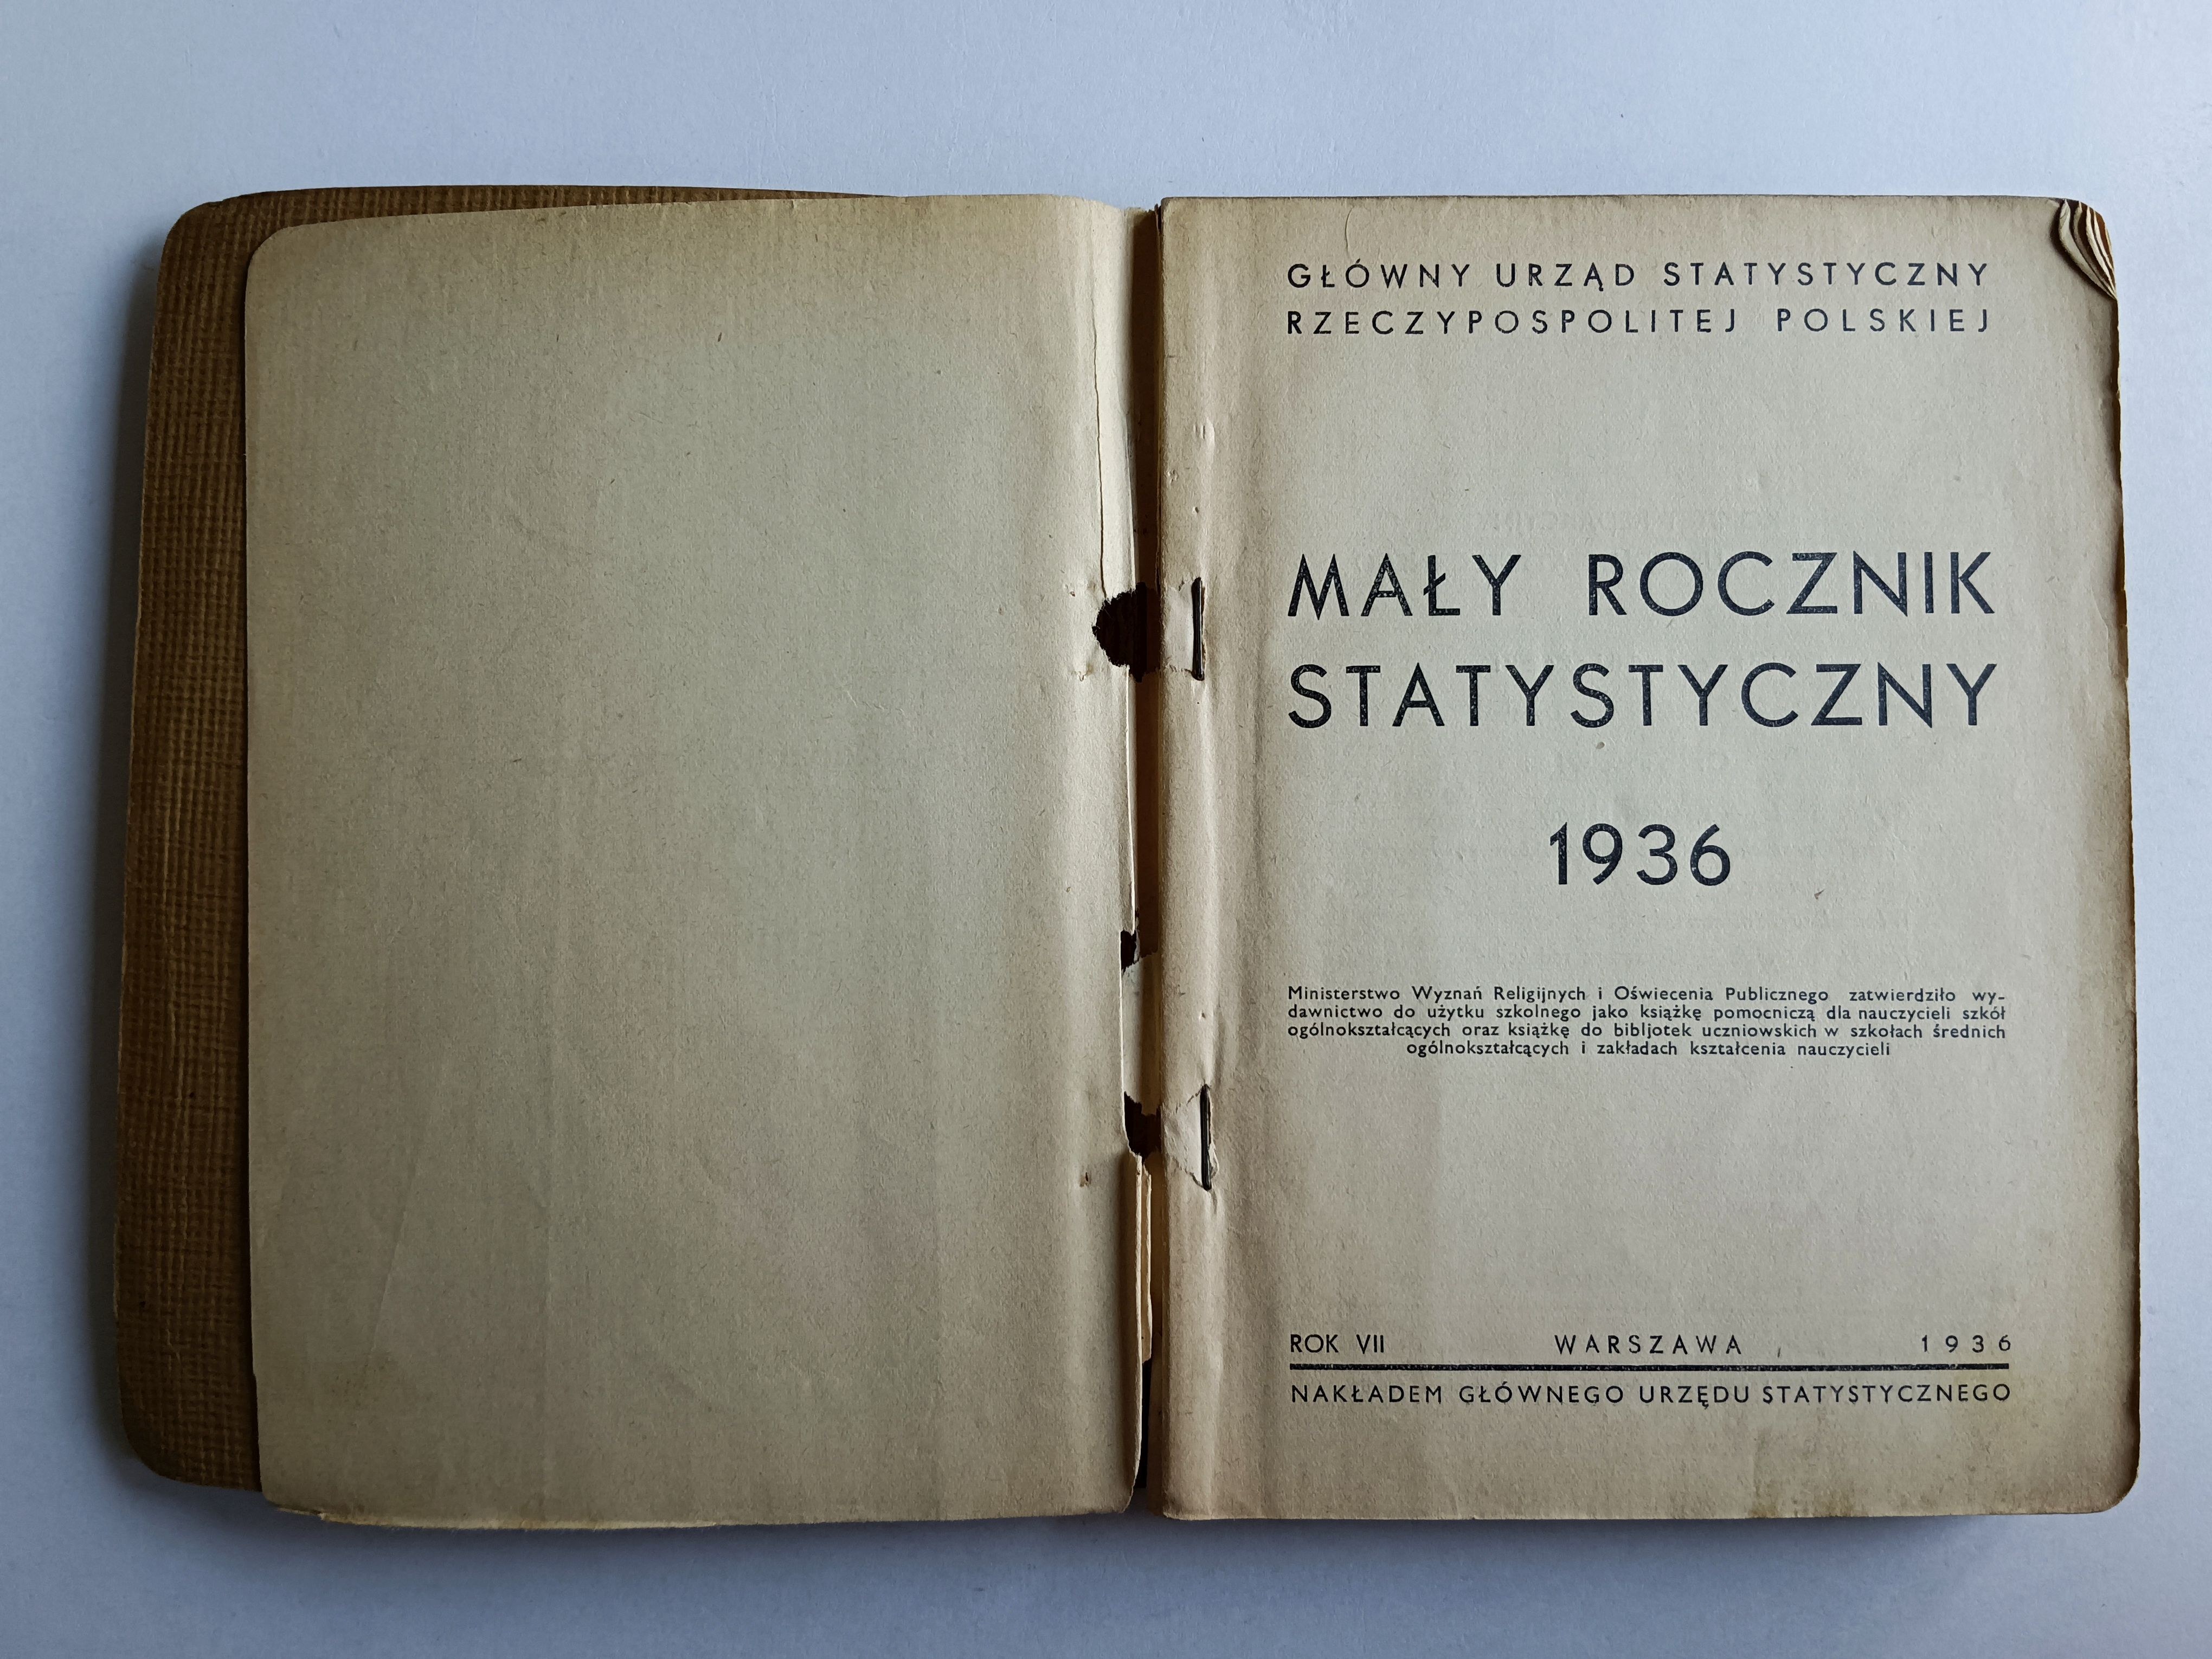 GŁÓWNY URZĄD STATYSTYCZNY
RZECZYPOSPOLITEJ POLSKIEJ
MAŁY ROCZNIK
STATYSTYCZNY
1936
Ministerstwo Wyznań Religijnych i Oświecenia Publicznego zatwierdziło wy-
dawnictwo do użytku szkolnego jako książkę pomocniczą dla nauczycieli szkół
ogólnokształcących oraz książkę do bibljotek uczniowskich w szkołach średnich
ogólnokształcących i zakładach kształcenia nauczycieli
ROK VII WARSZAWA 1936
NAKŁADEM GŁÓWNEGO URZĘDU STATYSTYCZNEGO